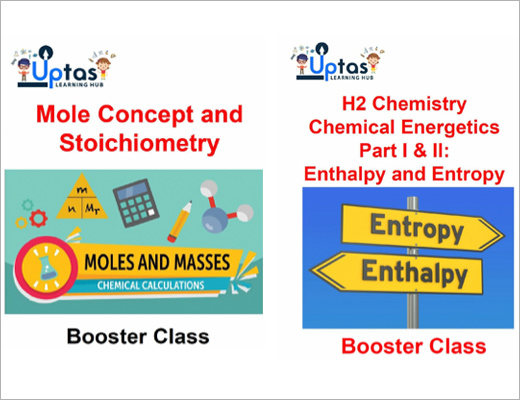 Uptas
LEARNING HUB
Mole Concept and
Stoichiometry
m
n Mr
MOLES AND MASSES
CHEMICAL CALCULATIONS
Booster Class
Uptas
LEARNING HUB
H2 Chemistry
Chemical Energetics
Part I & II:
Enthalpy and Entropy
Entropy
Enthalpy
Booster Class